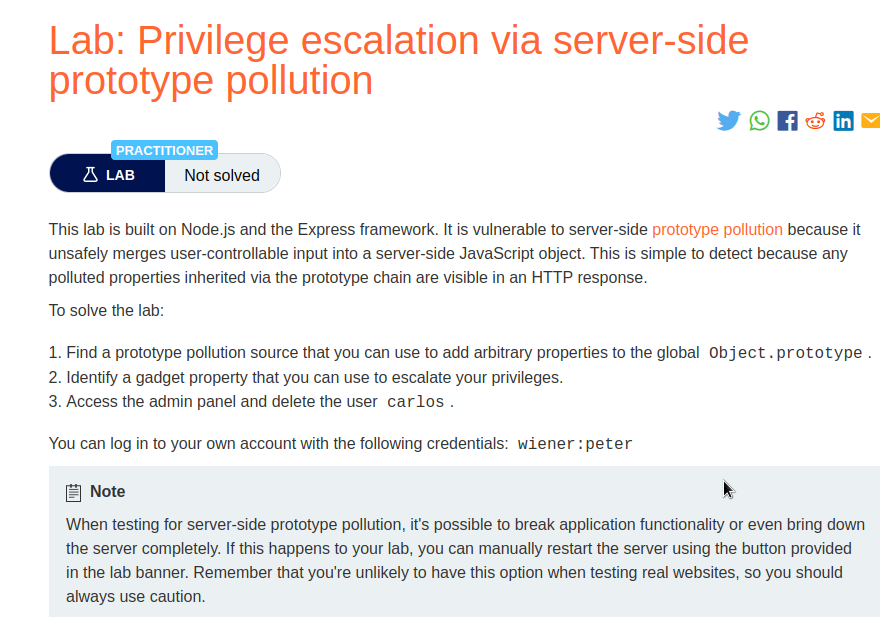 Lab: Privilege escalation via server-side
prototype pollution
PRACTITIONER
LAB Not solved
This lab is built on Node.js and the Express framework. It is vulnerable to server-side prototype pollution because it
unsafely merges user-controllable input into a server-side JavaScript object. This is simple to detect because any
polluted properties inherited via the prototype chain are visible in an HTTP response.
To solve the lab:
1. Find a prototype pollution source that you can use to add arbitrary properties to the global Object.prototype .
2. Identify a gadget property that you can use to escalate your privileges.
3. Access the admin panel and delete the user carlos .
You can log in to your own account with the following credentials: wiener:peter
Note
When testing for server-side prototype pollution, it's possible to break application functionality or even bring down
the server completely. If this happens to your lab, you can manually restart the server using the button provided
in the lab banner. Remember that you're unlikely to have this option when testing real websites, so you should
always use caution.